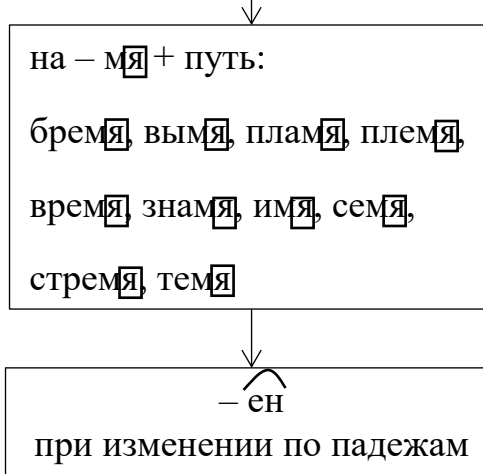 на – мя + путь:
бремя, вымя, пламя, племя,
время, знамя, имя, семя,
стремя, темя
– ен
при изменении по падежам